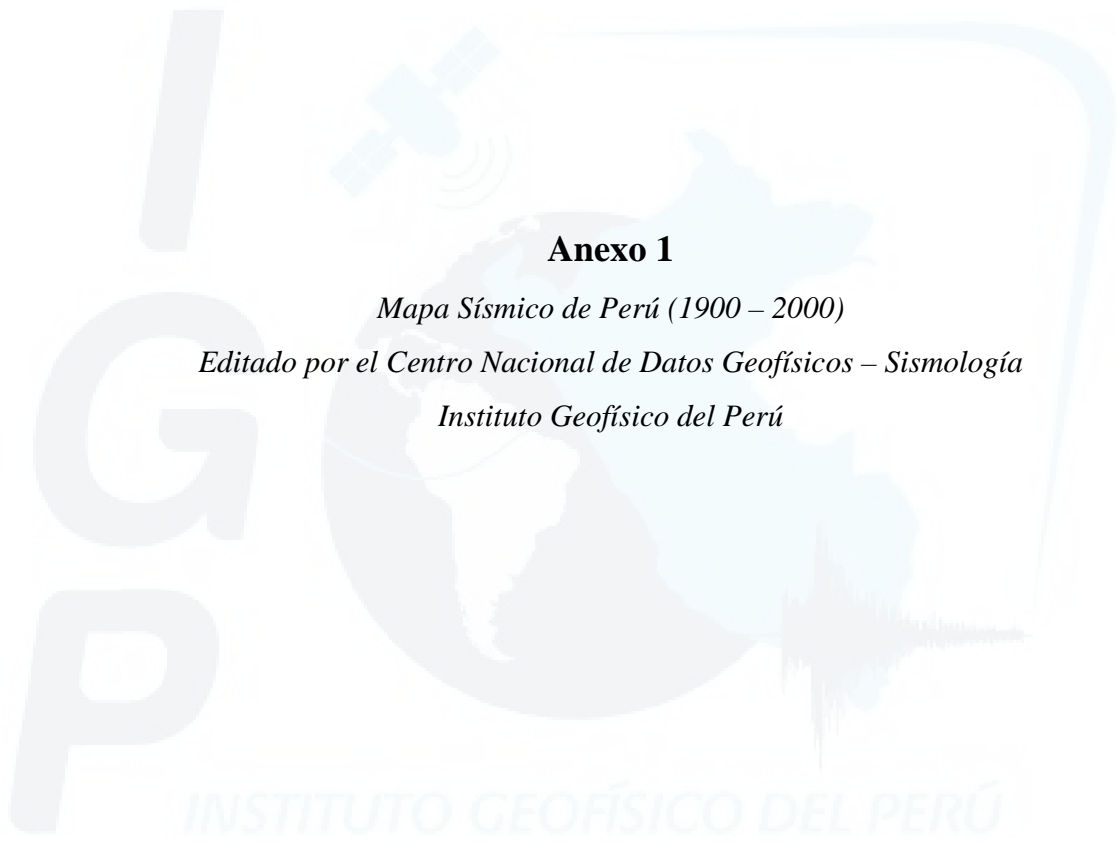 IGP
Anexo 1
Mapa Sísmico de Perú (1900 – 2000)
Editado por el Centro Nacional de Datos Geofísicos – Sismología
Instituto Geofísico del Perú
INSTITUTO GEOFÍSICO DEL PERÚ